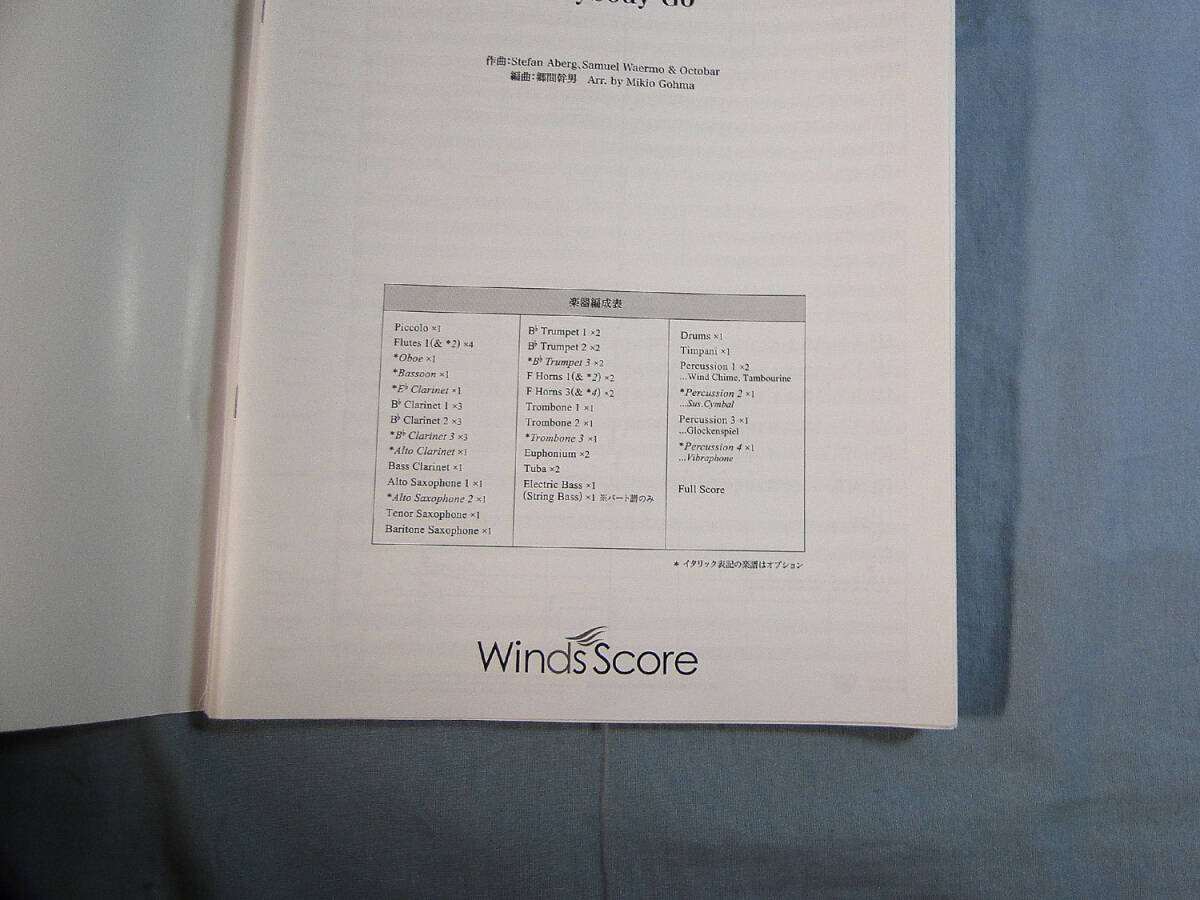 Go
作曲:Stefan Aberg、Samuel Waermo & Octobar
編曲:郷間幹男 Arr. by Mikio Gohma
楽器編成表
Piccolo ×1
Flutes 1(& *2) ×4
*Oboe ×1
*Bassoon ×1
*E♭ Clarinet ×1
B♭ Clarinet 1 ×3
B♭ Clarinet 2 ×3
*B♭ Clarinet 3 ×3
*Alto Clarinet ×1
Bass Clarinet ×1
Alto Saxophone 1 ×1
*Alto Saxophone 2 ×1
Tenor Saxophone ×1
Baritone Saxophone ×1
B♭ Trumpet 1 ×2
B♭ Trumpet 2 ×2
*B♭ Trumpet 3 ×2
F Horns 1(& *2) ×2
F Horns 3(& *4) ×2
Trombone 1 ×1
Trombone 2 ×1
*Trombone 3 ×1
Euphonium ×2
Tuba ×2
Electric Bass ×1
(String Bass) ×1 ※パート譜のみ
Drums ×1
Timpani ×1
Percussion 1 ×2
...Wind Chime, Tambourine
*Percussion 2 ×1
...Sus.Cymbal
Percussion 3 ×1
...Glockenspiel
*Percussion 4 ×1
...Vibraphone
Full Score
* イタリック表記の楽譜はオプション
Winds Score